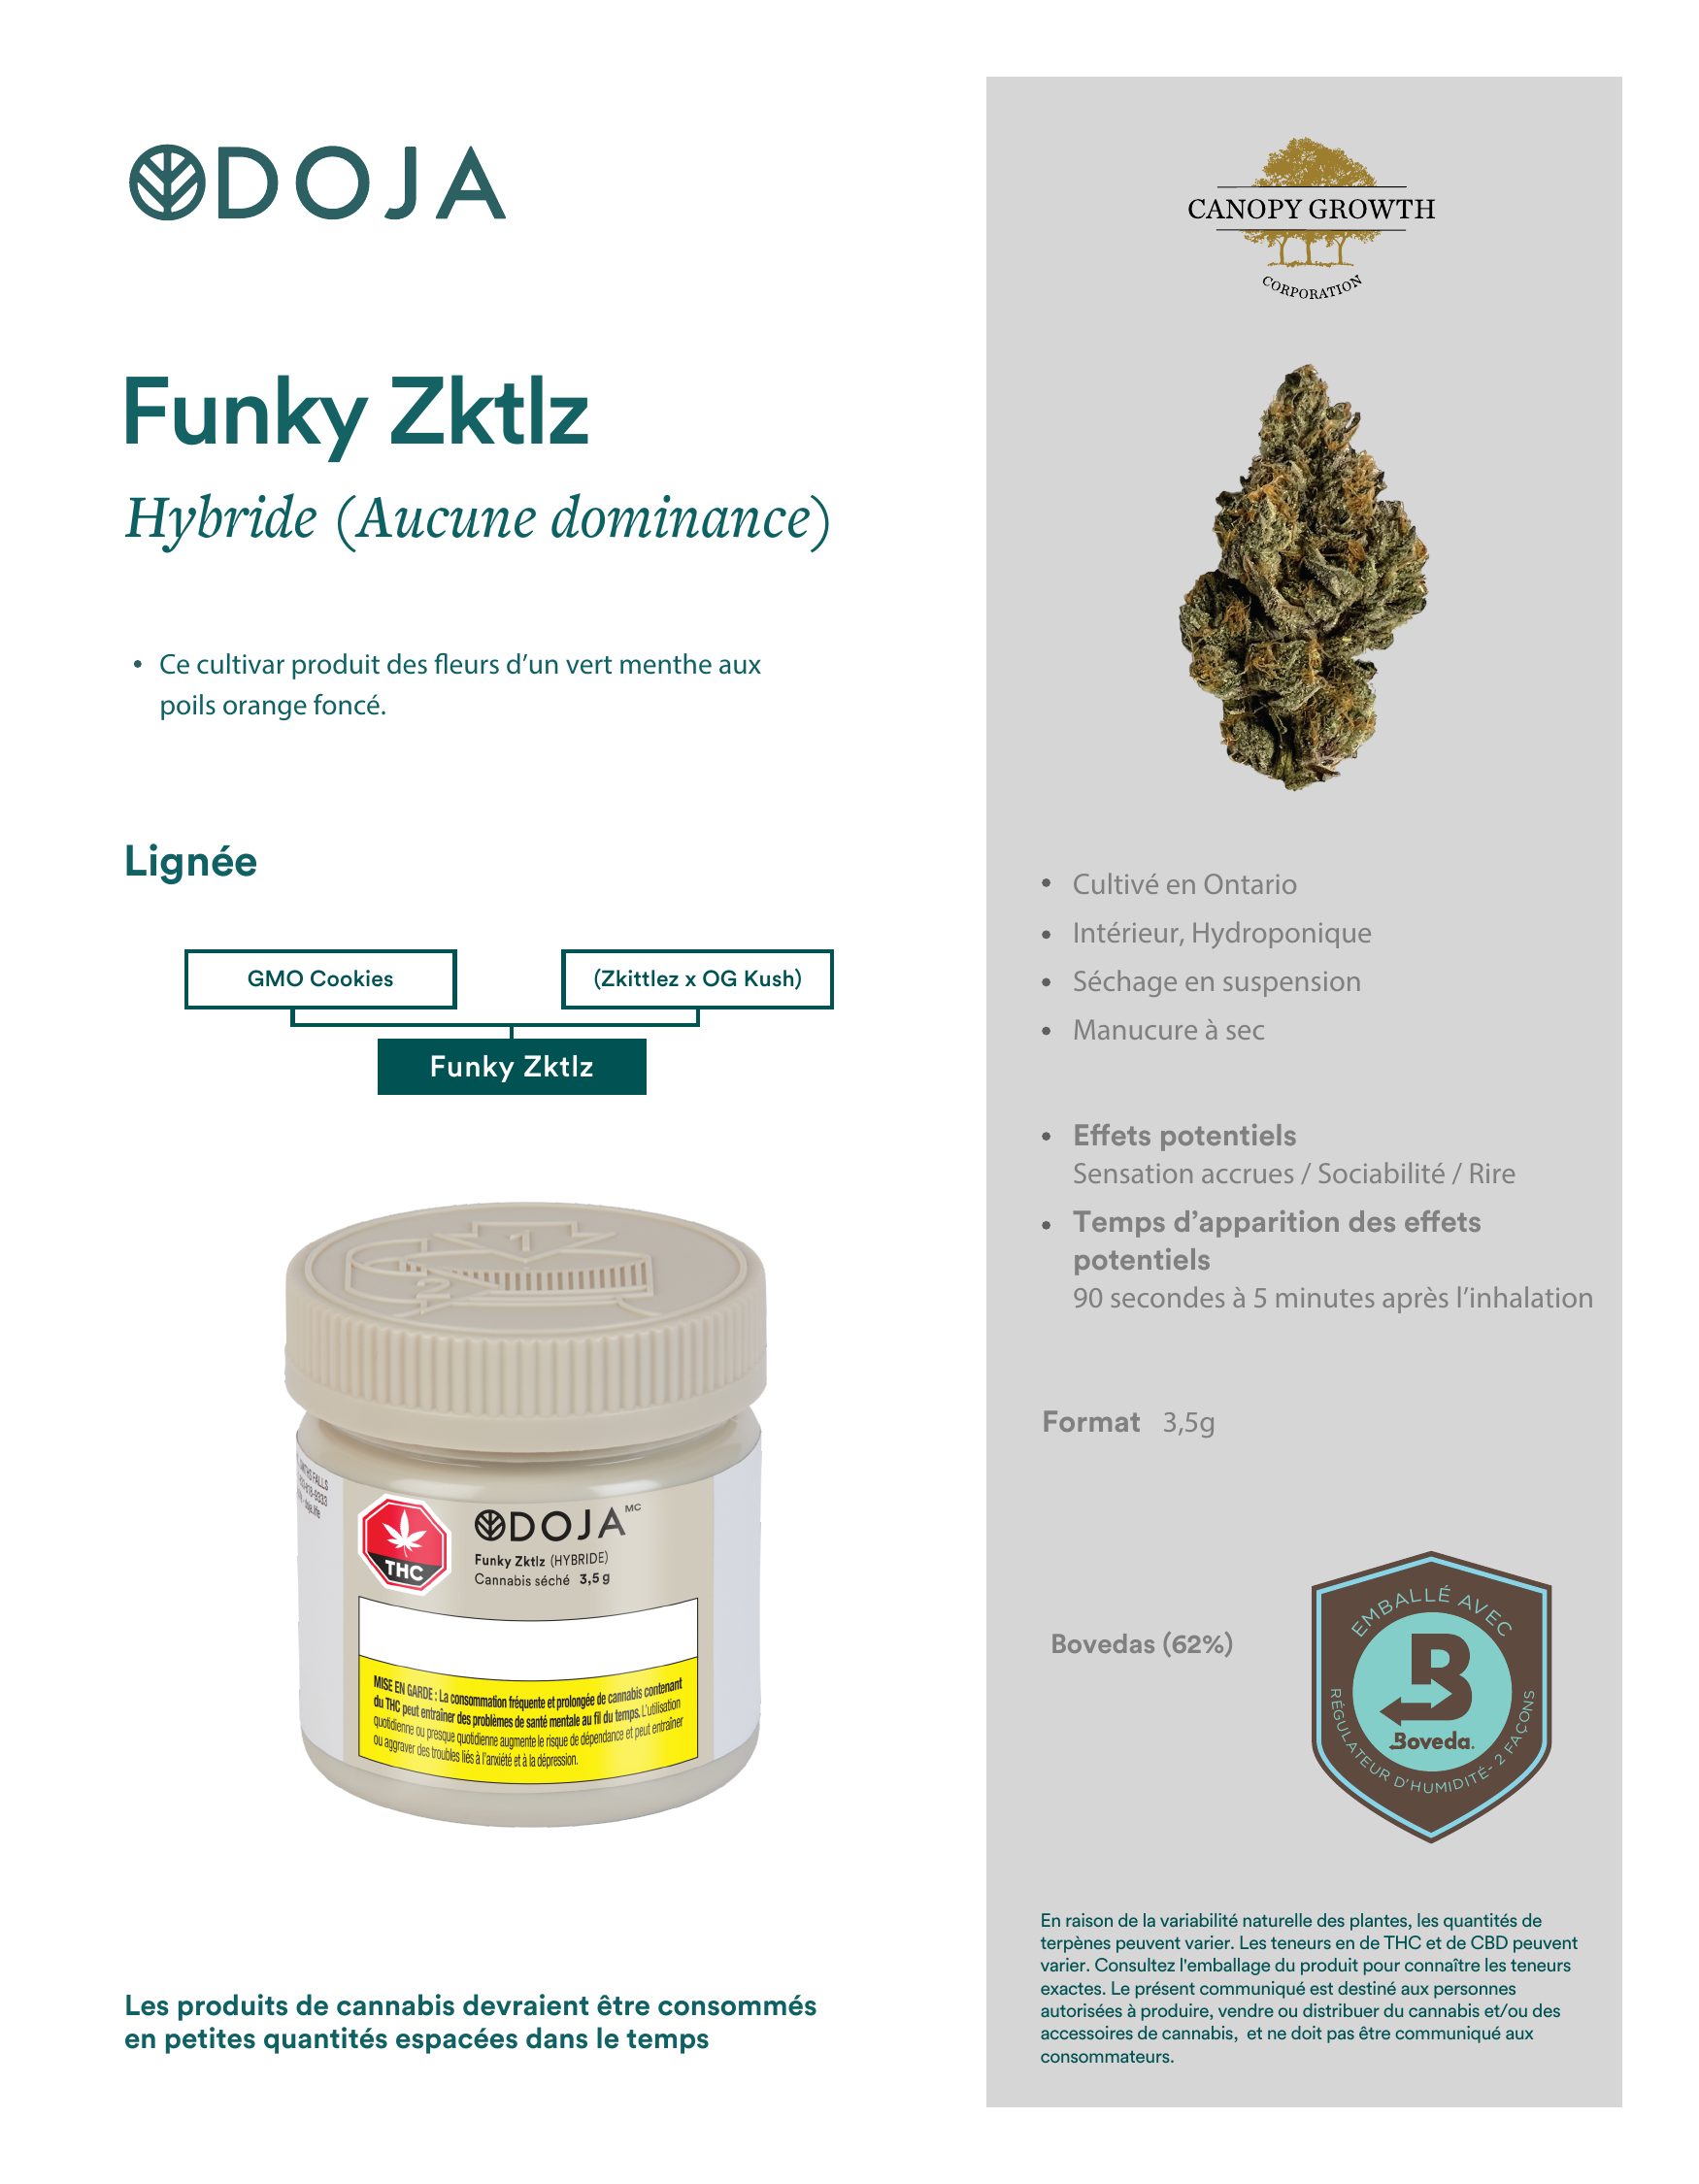 DOJA
Funky Zktlz
Hybride (Aucune dominance)
• Ce cultivar produit des fleurs d’un vert menthe aux
poils orange foncé.
Lignée
GMO Cookies
(Zkittlez x OG Kush)
Funky Zktlz
1
2
SMITHS FALLS
DOJA MC
Funky Zktlz (HYBRIDE)
Cannabis séché 3,5 g
THC
MISE EN GARDE : La consommation fréquente et prolongée de cannabis contenant
du THC peut entraîner des problèmes de santé mentale au fil du temps. L’utilisation
quotidienne ou presque quotidienne augmente le risque de dépendance et peut entraîner
ou aggraver des troubles liés à l’anxiété et à la dépression.
Les produits de cannabis devraient être consommés
en petites quantités espacées dans le temps
CANOPY GROWTH
CORPORATION
• Cultivé en Ontario
• Intérieur, Hydroponique
• Séchage en suspension
• Manucure à sec
• Effets potentiels
Sensation accrues / Sociabilité / Rire
• Temps d’apparition des effets
potentiels
90 secondes à 5 minutes après l’inhalation
Format 3,5g
Bovedas (62%)
EMBALLÉ AVEC
B
Boveda.
RÉGULATEUR D’HUMIDITÉ- 2 FAÇONS
En raison de la variabilité naturelle des plantes, les quantités de
terpènes peuvent varier. Les teneurs en de THC et de CBD peuvent
varier. Consultez l'emballage du produit pour connaître les teneurs
exactes. Le présent communiqué est destiné aux personnes
autorisées à produire, vendre ou distribuer du cannabis et/ou des
accessoires de cannabis, et ne doit pas être communiqué aux
consommateurs.